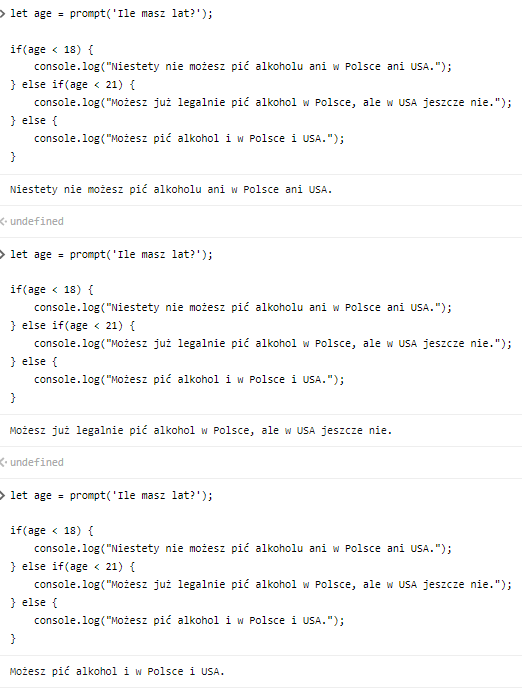 let age = prompt('Ile masz lat?');
if(age < 18) {
console.log("Niestety nie możesz pić alkoholu ani w Polsce ani USA.");
} else if(age < 21) {
console.log("Możesz już legalnie pić alkohol w Polsce, ale w USA jeszcze nie.");
} else {
console.log("Możesz pić alkohol i w Polsce i USA.");
}
Niestety nie możesz pić alkoholu ani w Polsce ani USA.
undefined
let age = prompt('Ile masz lat?');
if(age < 18) {
console.log("Niestety nie możesz pić alkoholu ani w Polsce ani USA.");
} else if(age < 21) {
console.log("Możesz już legalnie pić alkohol w Polsce, ale w USA jeszcze nie.");
} else {
console.log("Możesz pić alkohol i w Polsce i USA.");
}
Możesz już legalnie pić alkohol w Polsce, ale w USA jeszcze nie.
undefined
let age = prompt('Ile masz lat?');
if(age < 18) {
console.log("Niestety nie możesz pić alkoholu ani w Polsce ani USA.");
} else if(age < 21) {
console.log("Możesz już legalnie pić alkohol w Polsce, ale w USA jeszcze nie.");
} else {
console.log("Możesz pić alkohol i w Polsce i USA.");
}
Możesz pić alkohol i w Polsce i USA.